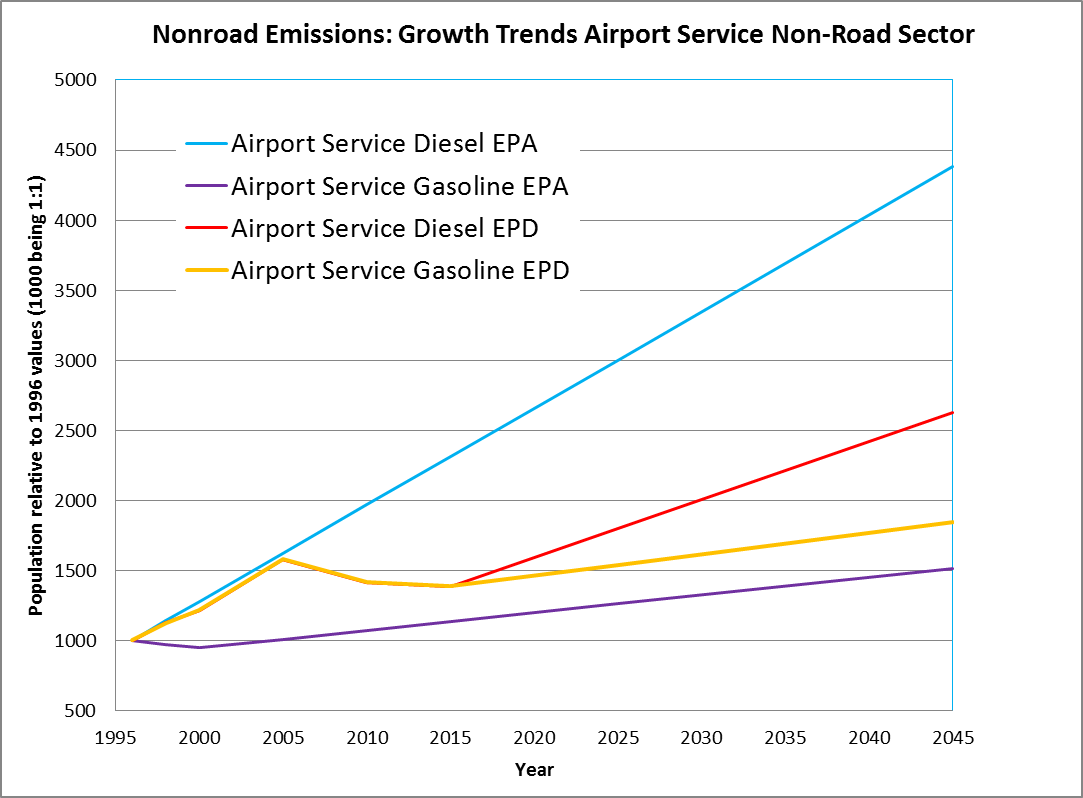 Nonroad Emissions: Growth Trends Airport Service Non-Road Sector
Population relative to 1996 values (1000 being 1:1)
5000
4500
4000
3500
3000
2500
2000
1500
1000
500
Airport Service Diesel EPA
Airport Service Gasoline EPA
Airport Service Diesel EPD
Airport Service Gasoline EPD
1995 2000 2005 2010 2015 2020 2025 2030 2035 2040 2045
Year